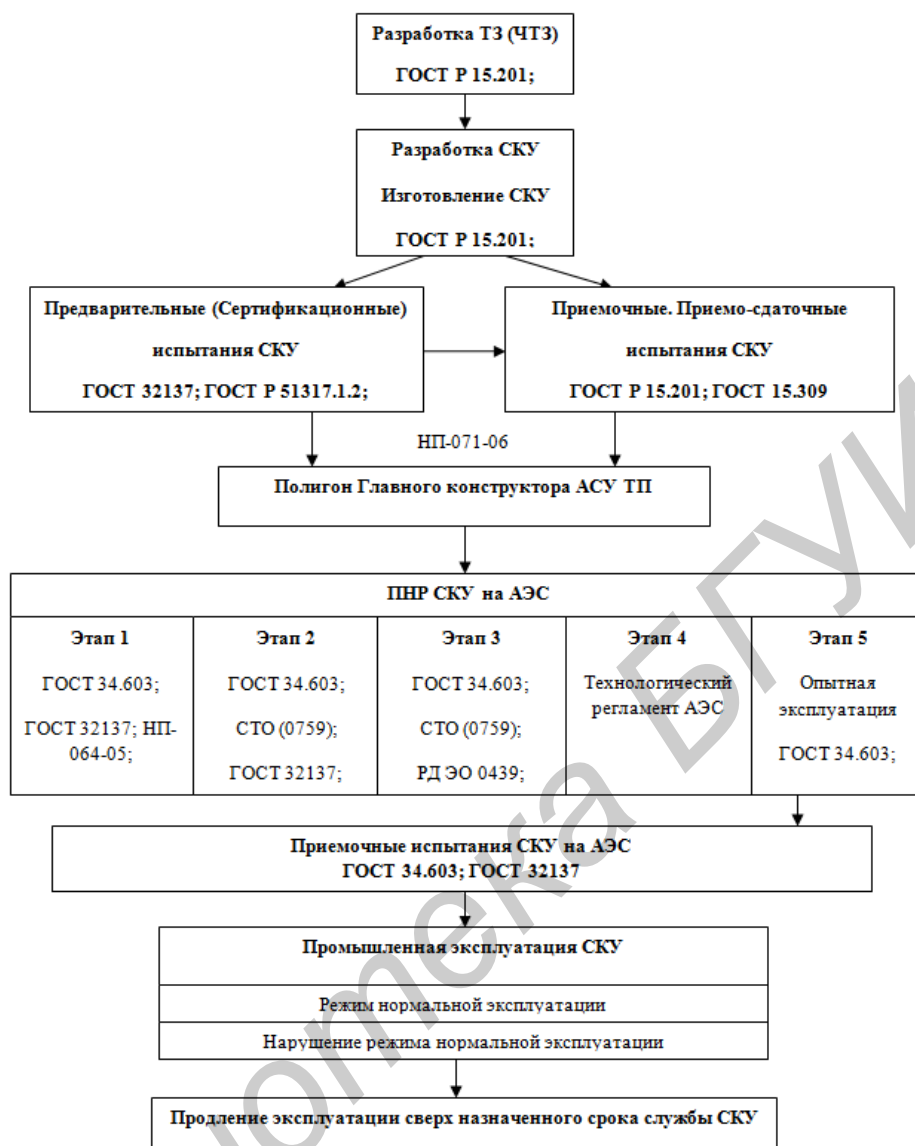 Разработка ТЗ (ЧТЗ)
ГОСТ Р 15.201;
Разработка СКУ
Изготовление СКУ
ГОСТ Р 15.201;
Предварительные (Сертификационные)
испытания СКУ
ГОСТ 32137; ГОСТ Р 51317.1.2;
Приемочные. Приемо-сдаточные
испытания СКУ
ГОСТ Р 15.201; ГОСТ 15.309
НП-071-06
Полигон Главного конструктора АСУ ТП
ПНР СКУ на АЭС
Этап 1
ГОСТ 34.603;
ГОСТ 32137; НП-
064-05;
Этап 2
ГОСТ 34.603;
СТО (0759);
ГОСТ 32137;
Этап 3
ГОСТ 34.603;
СТО (0759);
РД ЭО 0439;
Этап 4
Технологический
регламент АЭС
Этап 5
Опытная
эксплуатация
ГОСТ 34.603;
Приемочные испытания СКУ на АЭС
ГОСТ 34.603; ГОСТ 32137
Промышленная эксплуатация СКУ
Режим нормальной эксплуатации
Нарушение режима нормальной эксплуатации
Продление эксплуатации сверх назначенного срока службы СКУ